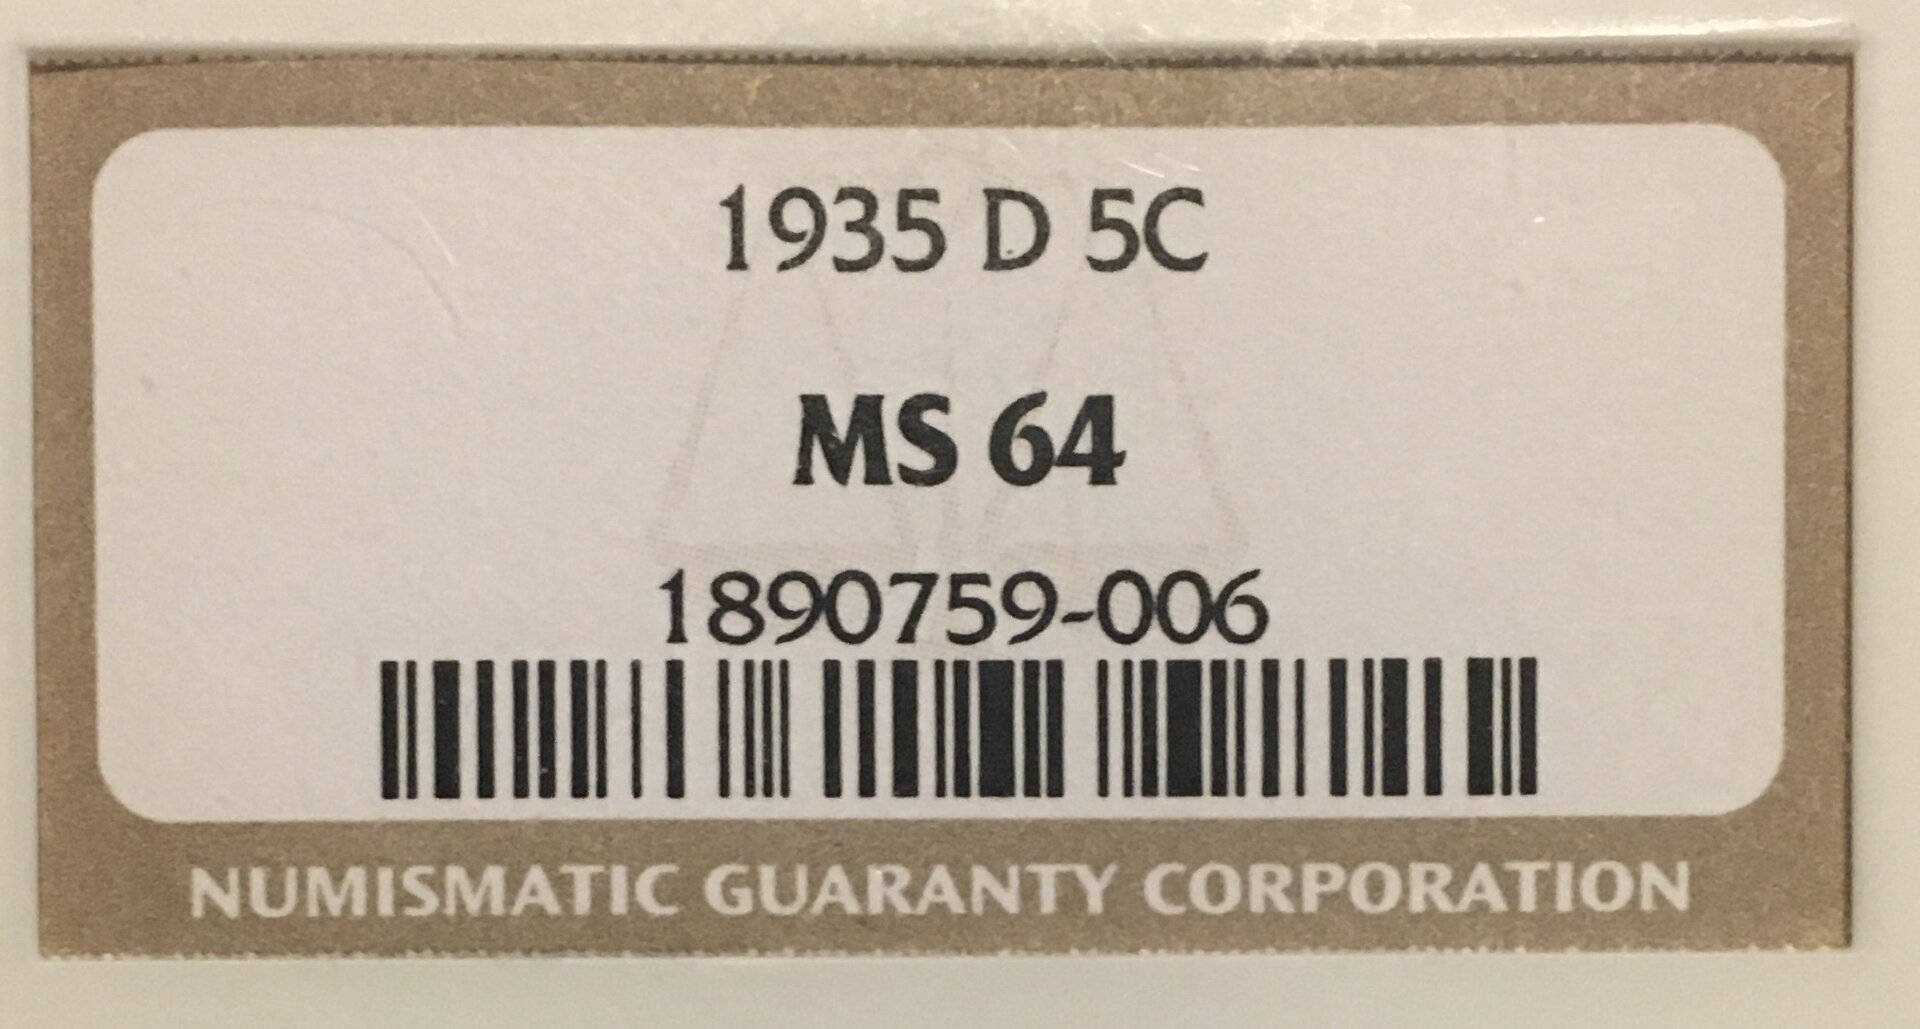 1935 D 5C
MS 64
1890759-006
NUMISMATIC GUARANTY CORPORATION